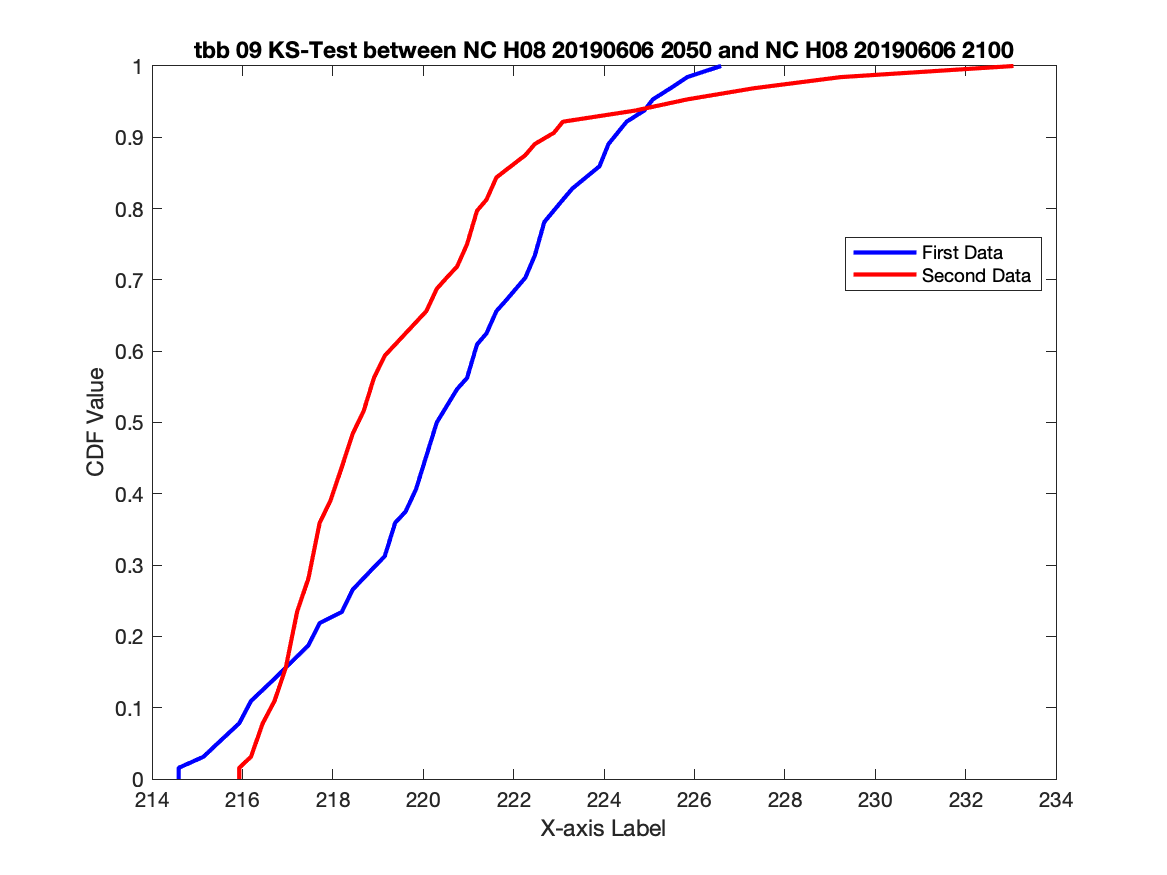 tbb 09 KS-Test between NC H08 20190606 2050 and NC H08 20190606 2100
1
0.9
0.8
0.7
0.6
0.5
0.4
0.3
0.2
0.1
0
CDF Value
First Data
Second Data
214 216 218 220 222 224 226 228 230 232 234
X-axis Label